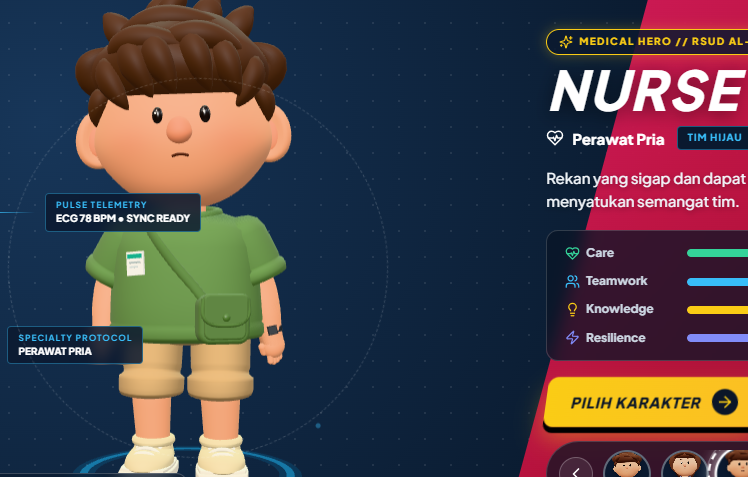 PULSE TELEMETRY
ECG 78 BPM ● SYNC READY
SPECIALTY PROTOCOL
PERAWAT PRIA
MEDICAL HERO // RSUD AL-
NURSE
Perawat Pria
TIM HIJAU
Rekan yang sigap dan dapat
menyatukan semangat tim.
Care
Teamwork
Knowledge
Resilience
PILIH KARAKTER